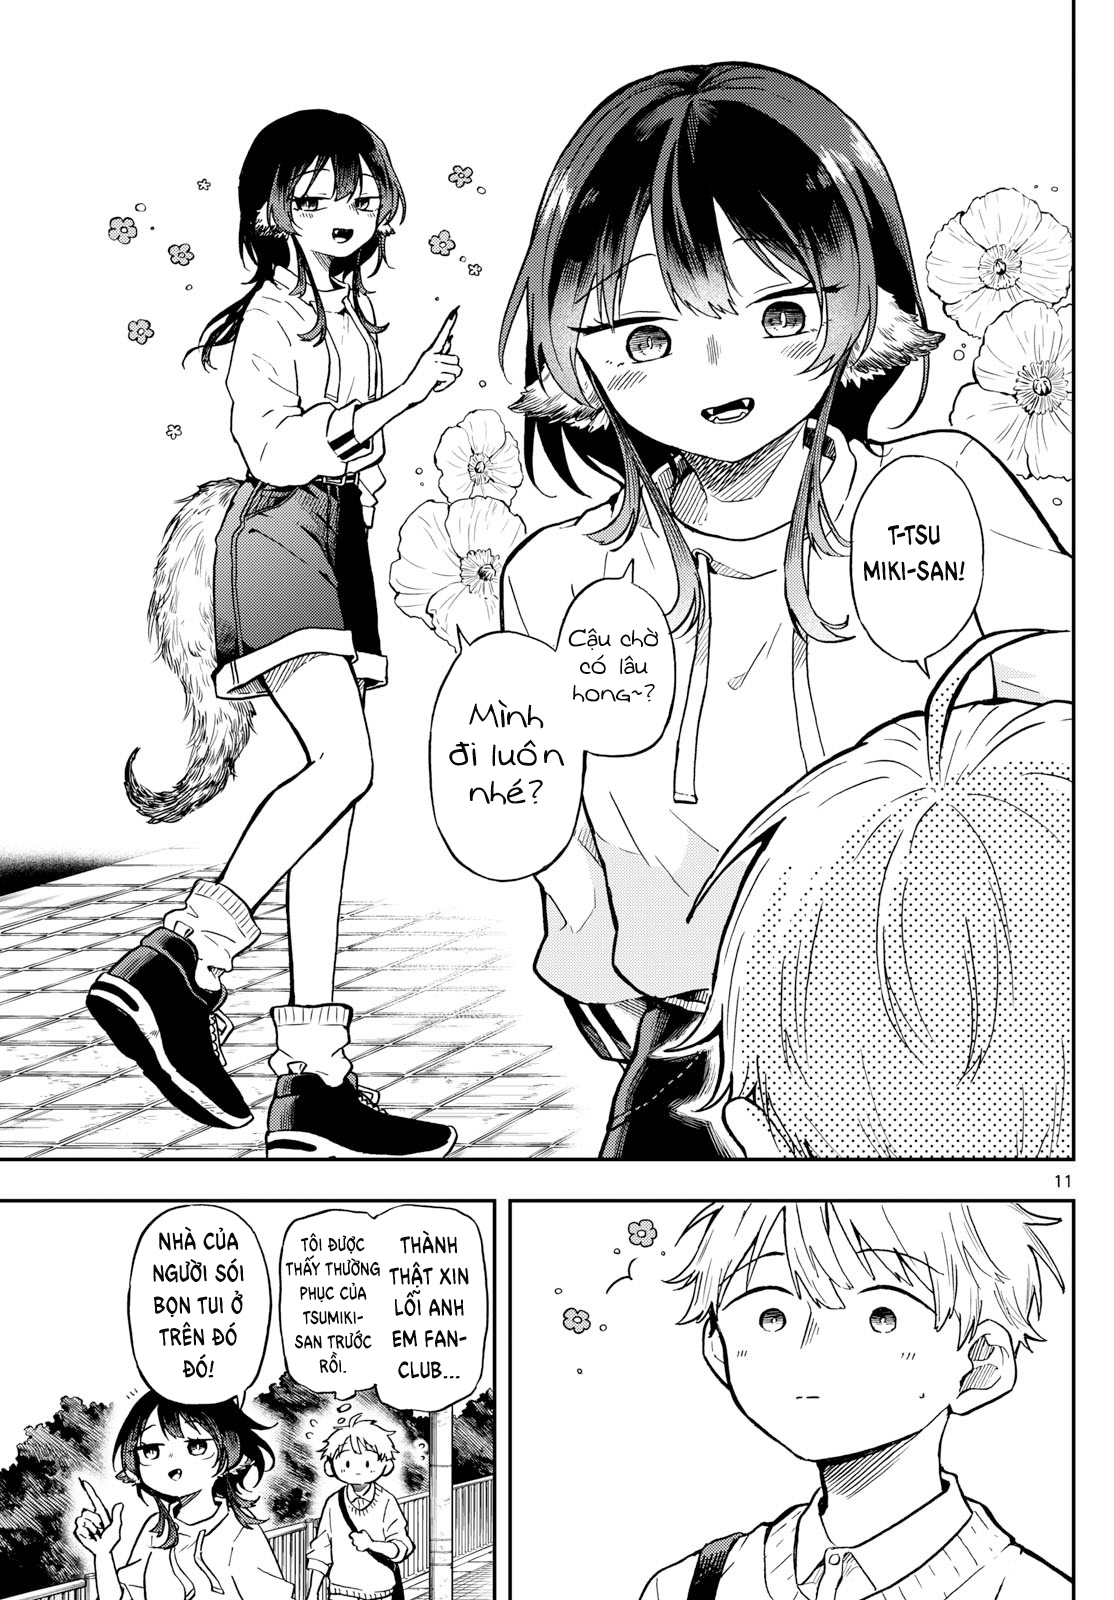 T-TSU
MIKI-SAN!
Cậu chờ
có lâu
hong~?
Mình
đi luôn
nhé?
11
THÀNH
THẬT XIN
LỖI ANH
EM FAN-
CLUB...
TÔI ĐƯỢC
THẤY THƯỜNG
PHỤC CỦA
TSUMIKI-
SAN TRƯỚC
RỒI.
NHÀ CỦA
NGƯỜI SÓI
BỌN TUI Ở
TRÊN ĐÓ
ĐÓ!